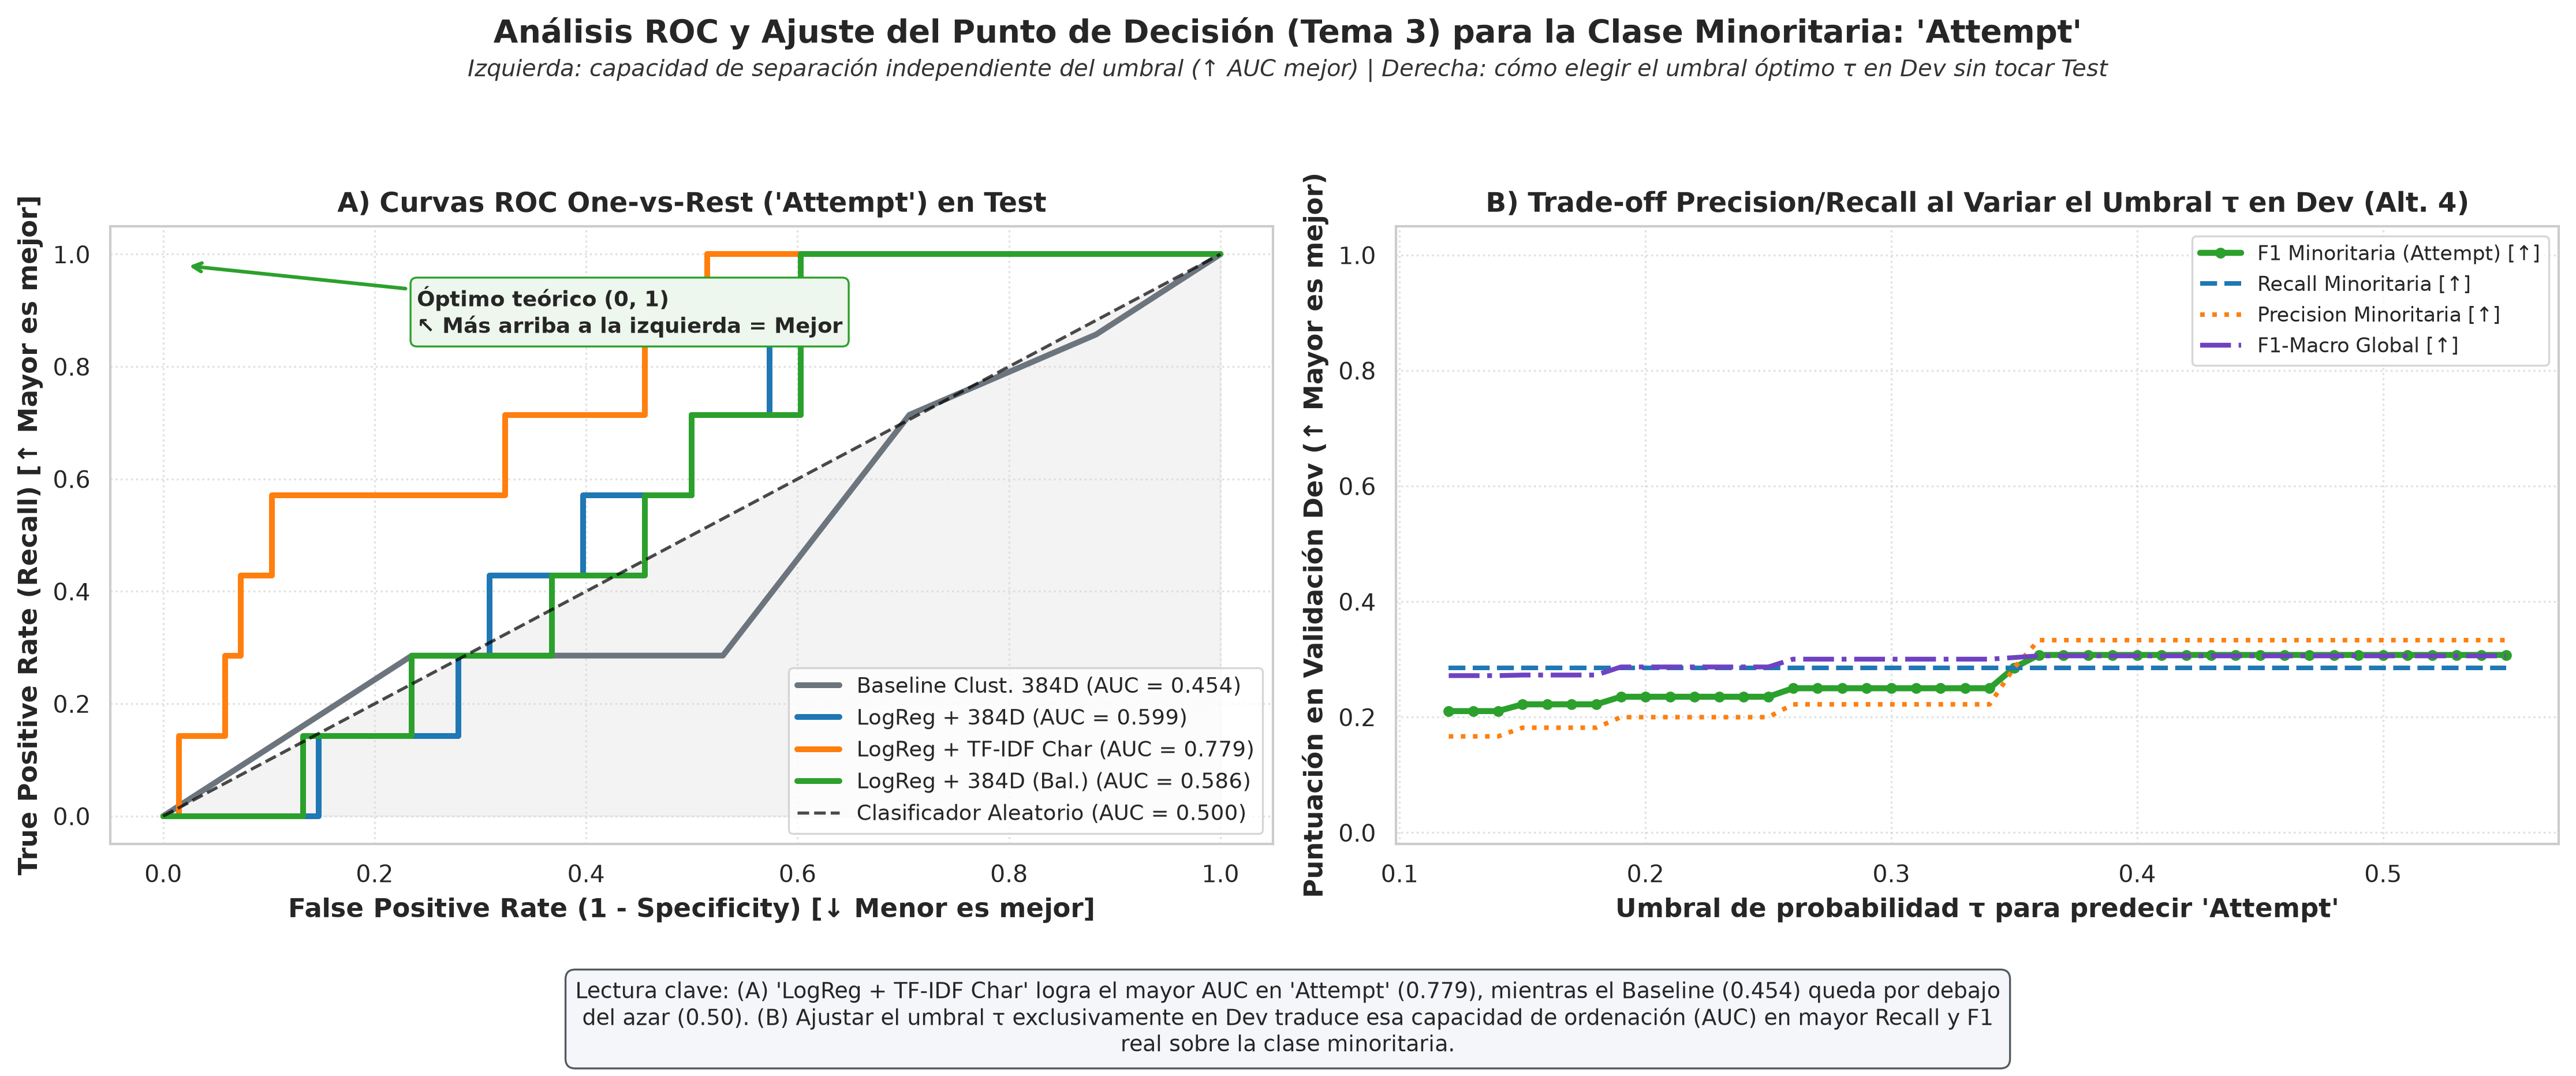 Análisis ROC y Ajuste del Punto de Decisión (Tema 3) para la Clase Minoritaria: 'Attempt'
Izquierda: capacidad de separación independiente del umbral (↑ AUC mejor) | Derecha: cómo elegir el umbral óptimo τ en Dev sin tocar Test
A) Curvas ROC One-vs-Rest ('Attempt') en Test
True Positive Rate (Recall) [↑ Mayor es mejor]
1.0
0.8
0.6
0.4
0.2
0.0
Óptimo teórico (0, 1)
↖ Más arriba a la izquierda = Mejor
Baseline Clust. 384D (AUC = 0.454)
LogReg + 384D (AUC = 0.599)
LogReg + TF-IDF Char (AUC = 0.779)
LogReg + 384D (Bal.) (AUC = 0.586)
Clasificador Aleatorio (AUC = 0.500)
0.0 0.2 0.4 0.6 0.8 1.0
False Positive Rate (1 - Specificity) [↓ Menor es mejor]
B) Trade-off Precision/Recall al Variar el Umbral τ en Dev (Alt. 4)
Puntuación en Validación Dev (↑ Mayor es mejor)
1.0
0.8
0.6
0.4
0.2
0.0
F1 Minoritaria (Attempt) [↑]
Recall Minoritaria [↑]
Precision Minoritaria [↑]
F1-Macro Global [↑]
0.1 0.2 0.3 0.4 0.5
Umbral de probabilidad τ para predecir 'Attempt'
Lectura clave: (A) 'LogReg + TF-IDF Char' logra el mayor AUC en 'Attempt' (0.779), mientras el Baseline (0.454) queda por debajo
del azar (0.50). (B) Ajustar el umbral τ exclusivamente en Dev traduce esa capacidad de ordenación (AUC) en mayor Recall y F1
real sobre la clase minoritaria.